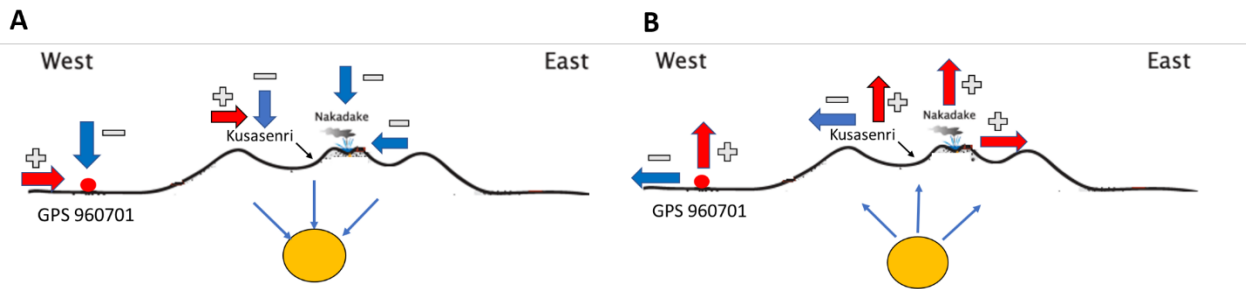 A
West
East
Nakadake
Kusasenri
GPS 960701
B
West
East
Nakadake
Kusasenri
GPS 960701